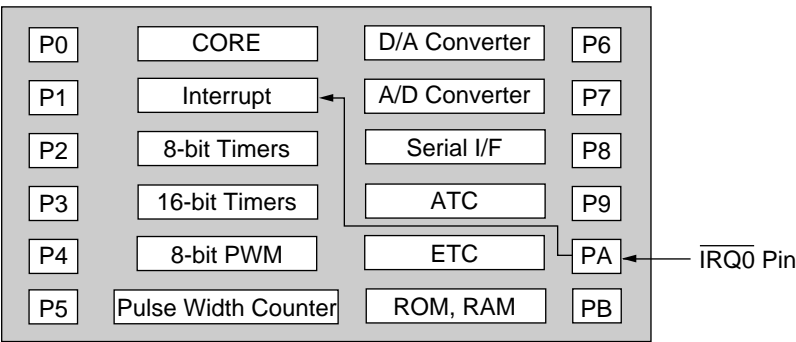 P0 CORE D/A Converter P6
P1 Interrupt A/D Converter P7
P2 8-bit Timers Serial I/F P8
P3 16-bit Timers ATC P9
P4 8-bit PWM ETC PA IRQ0 Pin
P5 Pulse Width Counter ROM, RAM PB